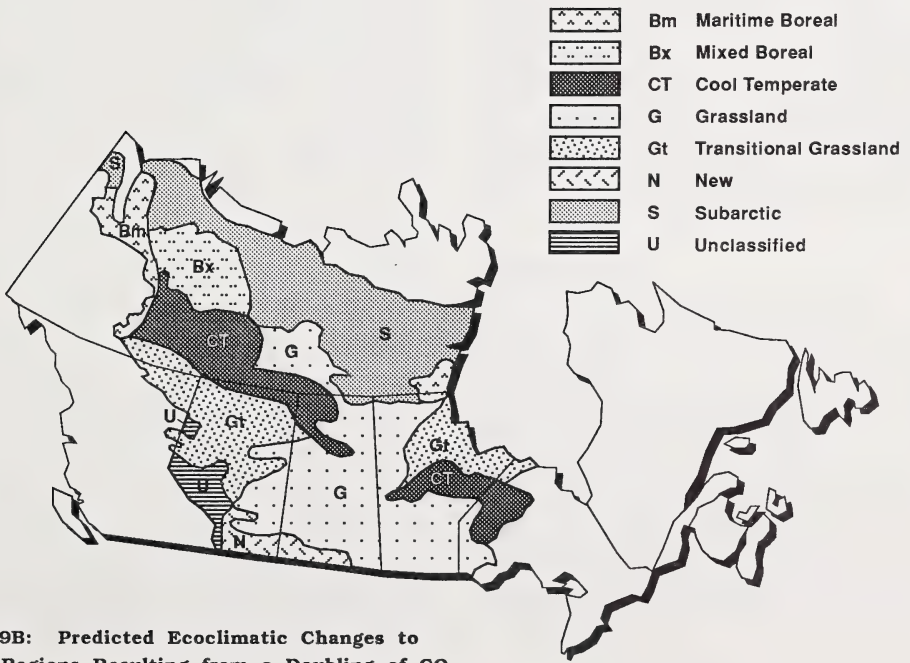 Bm Maritime Boreal
Bx Mixed Boreal
CT Cool Temperate
G Grassland
Gt Transitional Grassland
N New
S Subarctic
U Unclassified
S
Bm
Bx
CT
G
S
U
Gt
Gt
CT
U
G
N
9B: Predicted Ecoclimatic Changes to
Regions Resulting from a Doubling of CO